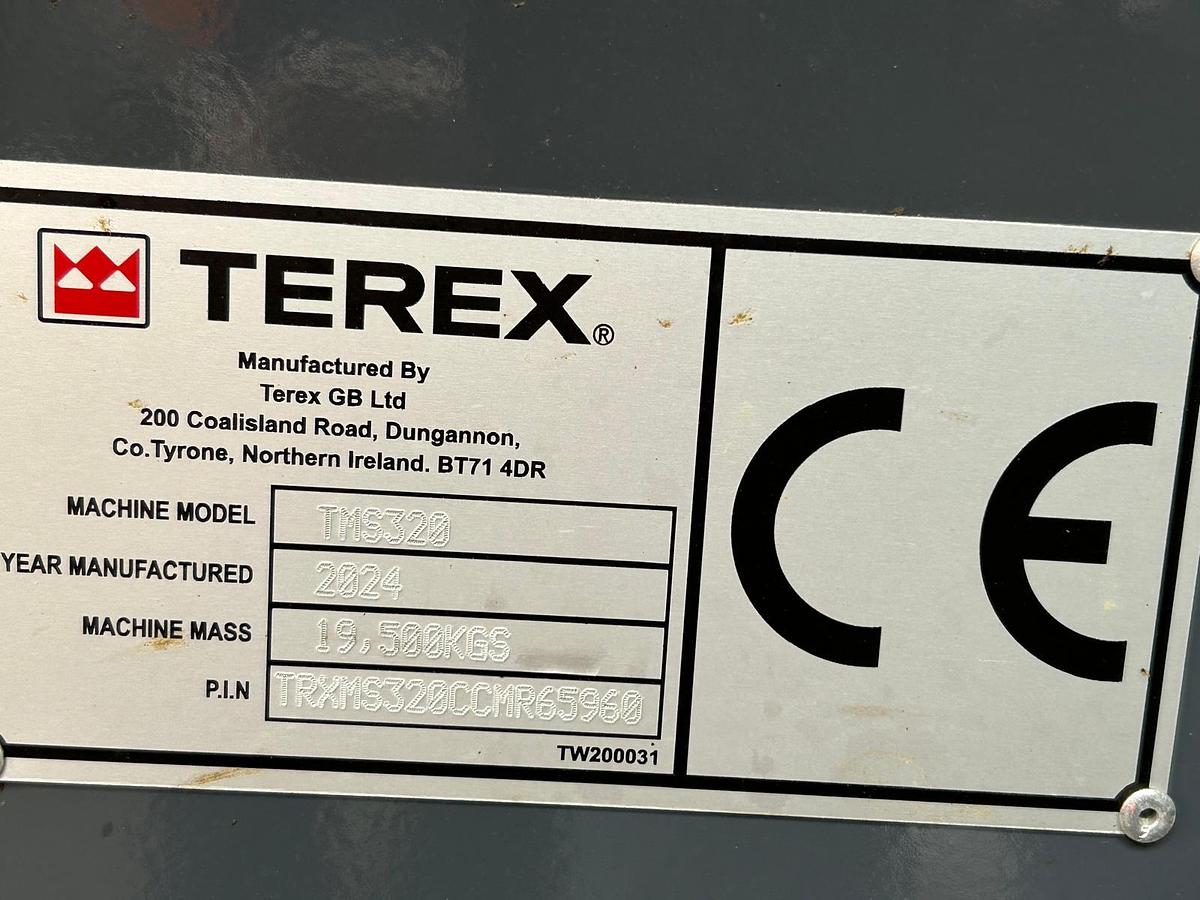 TEREX®
Manufactured By
Terex GB Ltd
200 Coalisland Road, Dungannon,
Co.Tyrone, Northern Ireland. BT71 4DR
MACHINE MODEL TMS320
YEAR MANUFACTURED 2024
MACHINE MASS 19,500KGS
P.I.N TRXMS320CCMR65960
TW200031
CE